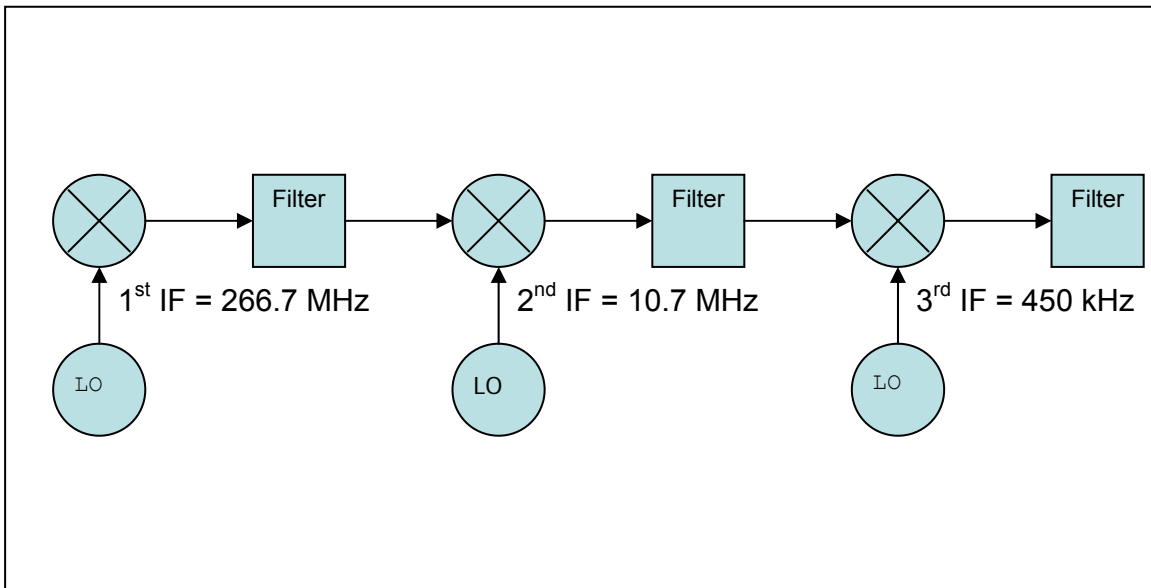 Filter
Filter
Filter
1st IF = 266.7 MHz
2nd IF = 10.7 MHz
3rd IF = 450 kHz
LO
LO
LO